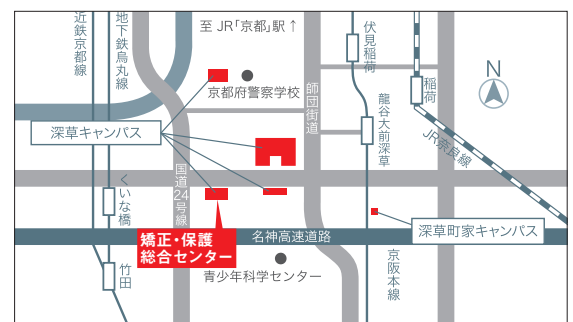 近鉄京都線
地下鉄烏丸線
至 JR「京都」駅↑
伏見稲荷
稲荷
N
京都府警察学校
師団街道
龍谷大前深草
JR奈良線
深草キャンパス
国道24号線
くいな橋
深草町家キャンパス
矯正・保護
総合センター
名神高速道路
竹田
青少年科学センター
京阪本線